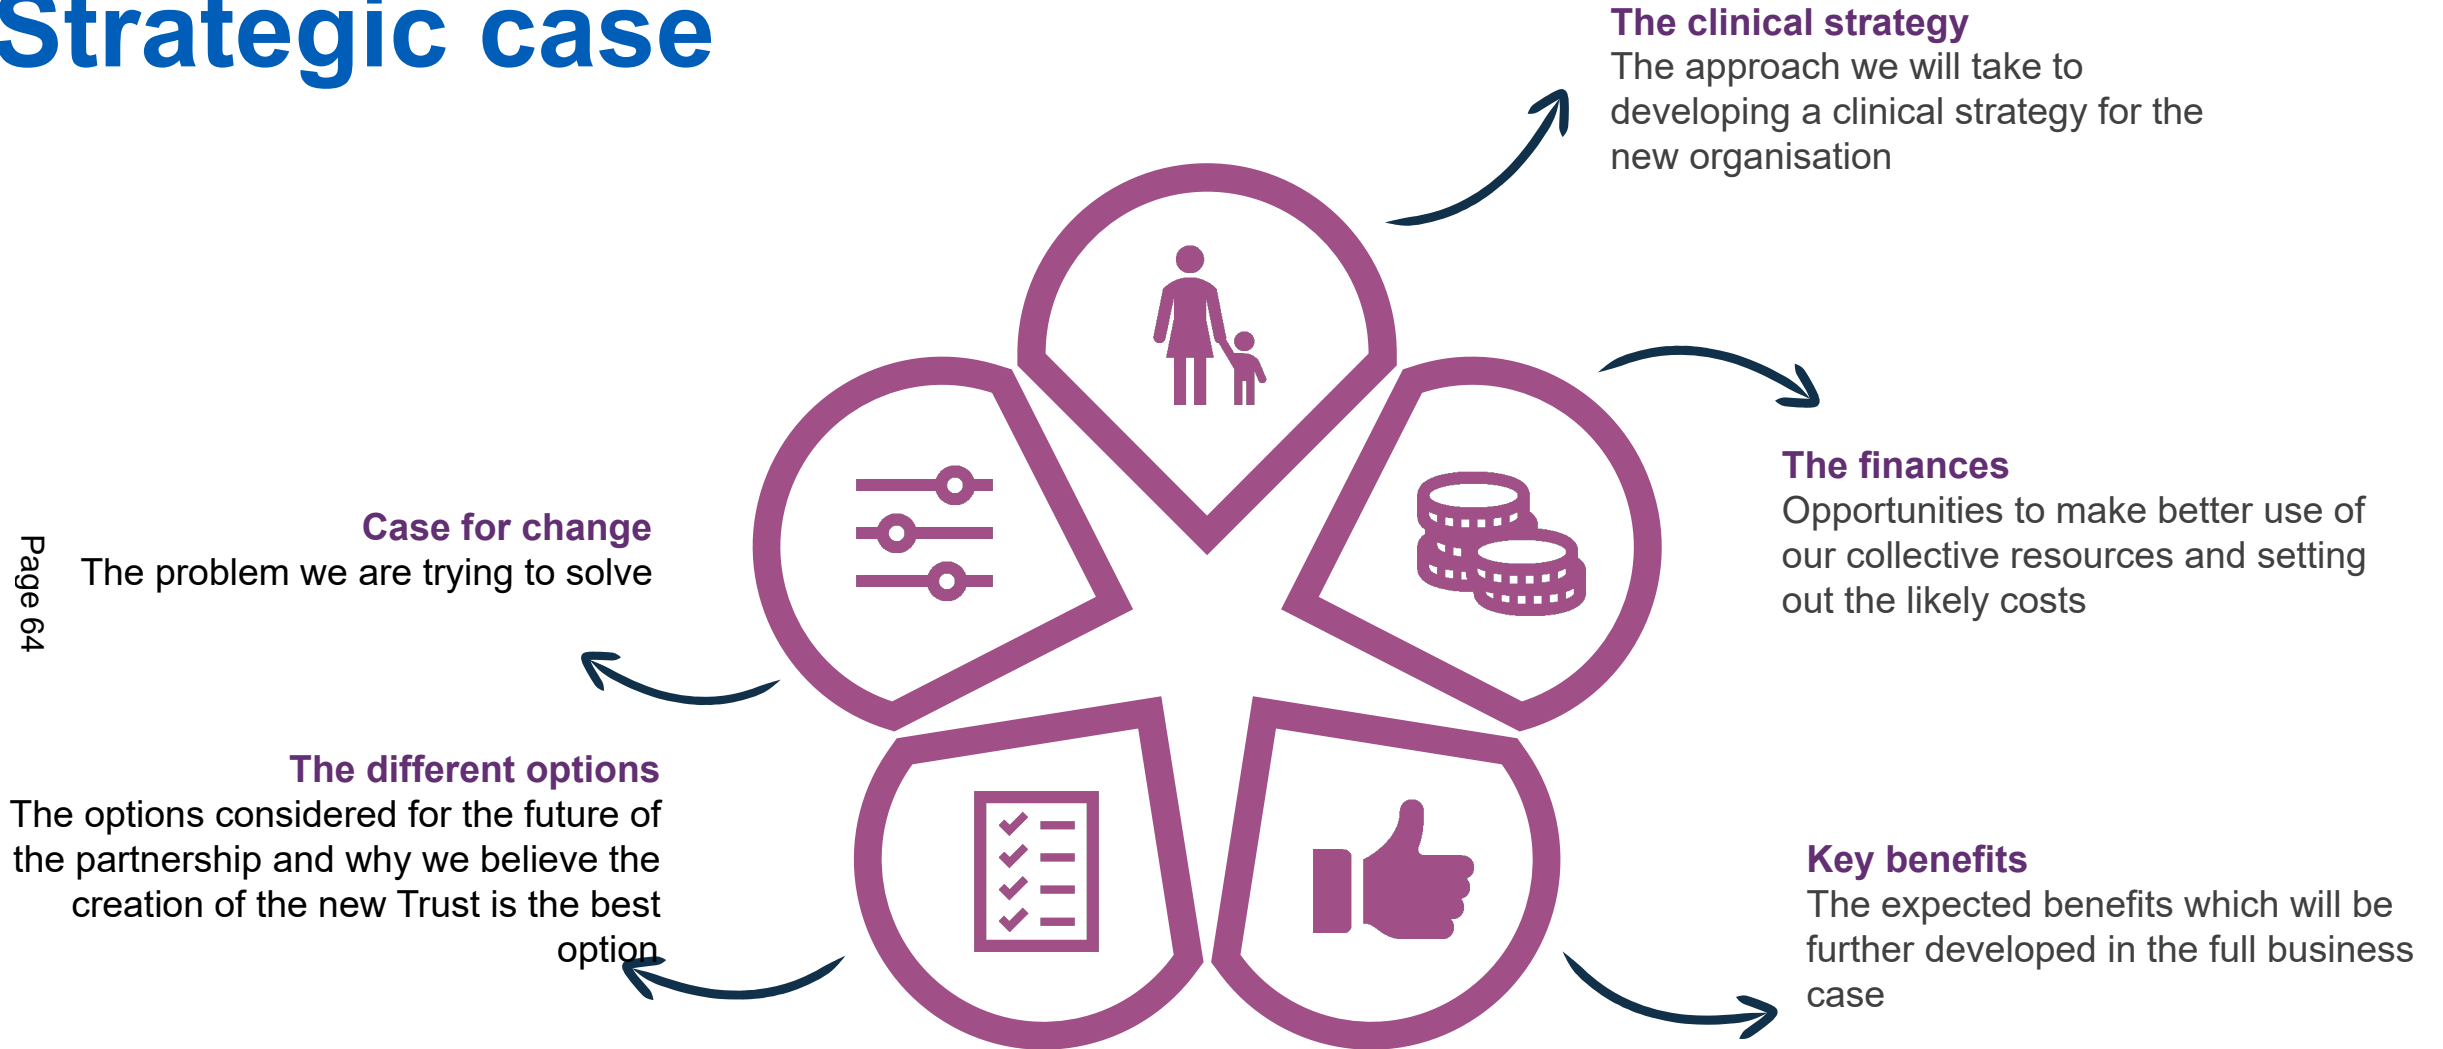 Strategic case
The clinical strategy
The approach we will take to
developing a clinical strategy for the
new organisation
The finances
Opportunities to make better use of
our collective resources and setting
out the likely costs
Case for change
The problem we are trying to solve
Page 64
The different options
The options considered for the future of
the partnership and why we believe the
creation of the new Trust is the best
option
Key benefits
The expected benefits which will be
further developed in the full business
case